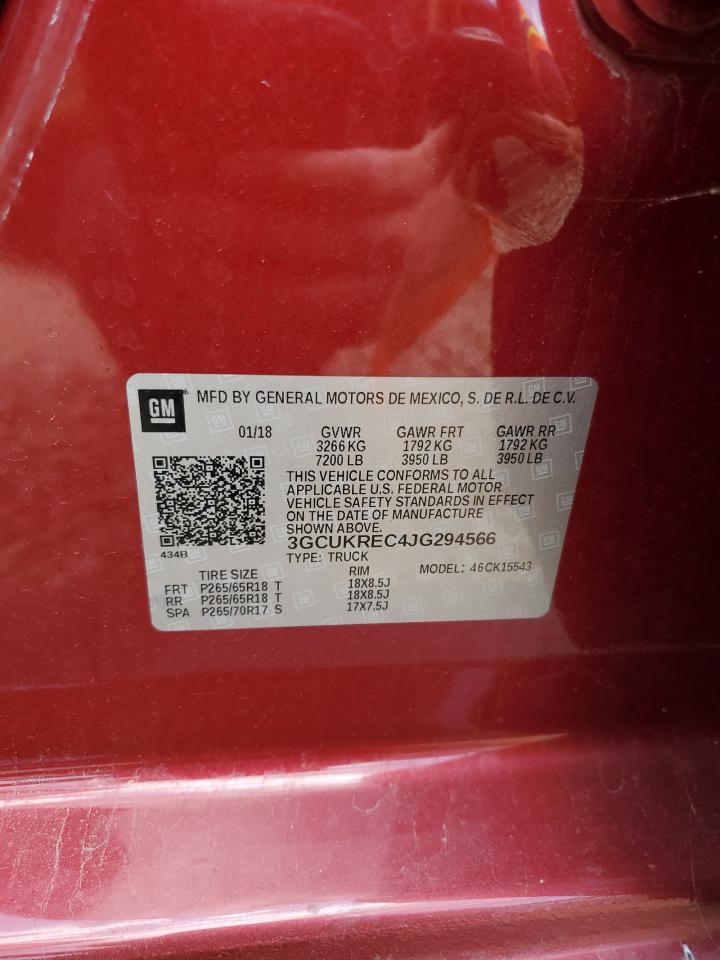 GM ® MFD BY GENERAL MOTORS DE MEXICO, S. DE R.L. DE C.V.
01/18 GVWR GAWR FRT GAWR RR
3266 KG 1792 KG 1792 KG
7200 LB 3950 LB 3950 LB
THIS VEHICLE CONFORMS TO ALL
APPLICABLE U.S. FEDERAL MOTOR
VEHICLE SAFETY STANDARDS IN EFFECT
ON THE DATE OF MANUFACTURE
SHOWN ABOVE.
3GCUKREC4JG294566
434B
TYPE: TRUCK
TIRE SIZE RIM MODEL: 46CK15543
FRT P265/65R18 T 18X8.5J
RR P265/65R18 T 18X8.5J
SPA P265/70R17 S 17X7.5J